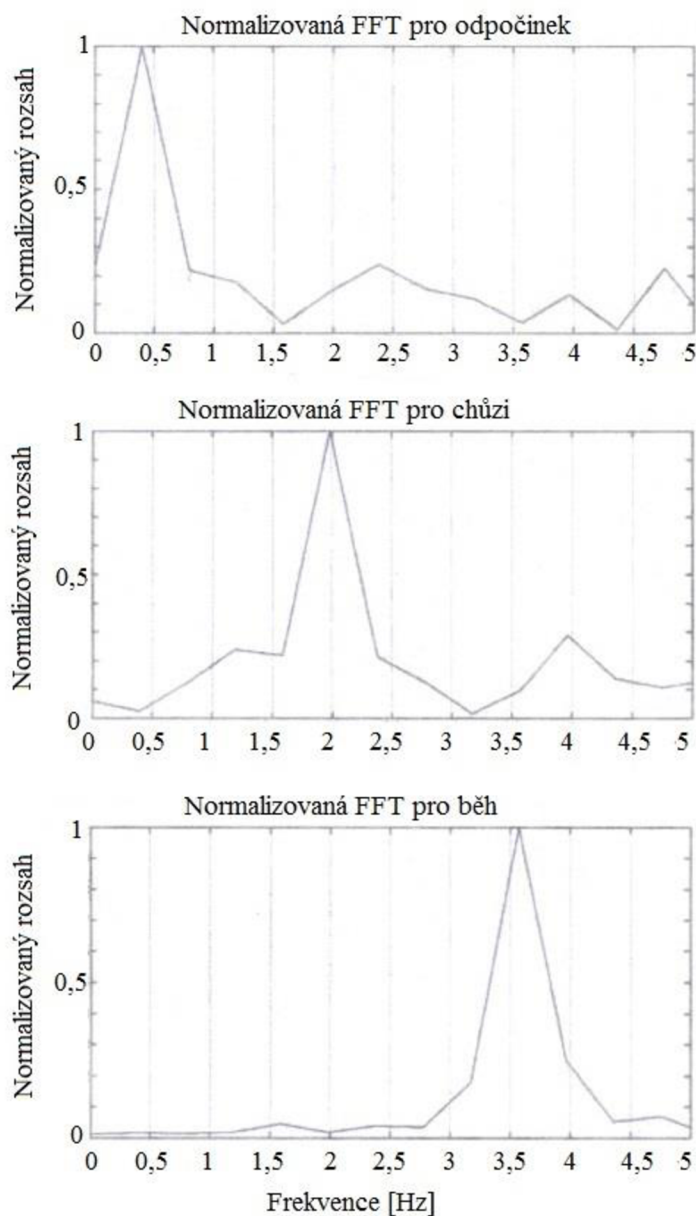 Normalizovaná FFT pro odpočinek
Normalizovaný rozsah
1
0,5
0
0 0,5 1 1,5 2 2,5 3 3,5 4 4,5 5
Normalizovaná FFT pro chůzi
Normalizovaný rozsah
1
0,5
0
0 0,5 1 1,5 2 2,5 3 3,5 4 4,5 5
Normalizovaná FFT pro běh
Normalizovaný rozsah
1
0,5
0
0 0,5 1 1,5 2 2,5 3 3,5 4 4,5 5
Frekvence [Hz]